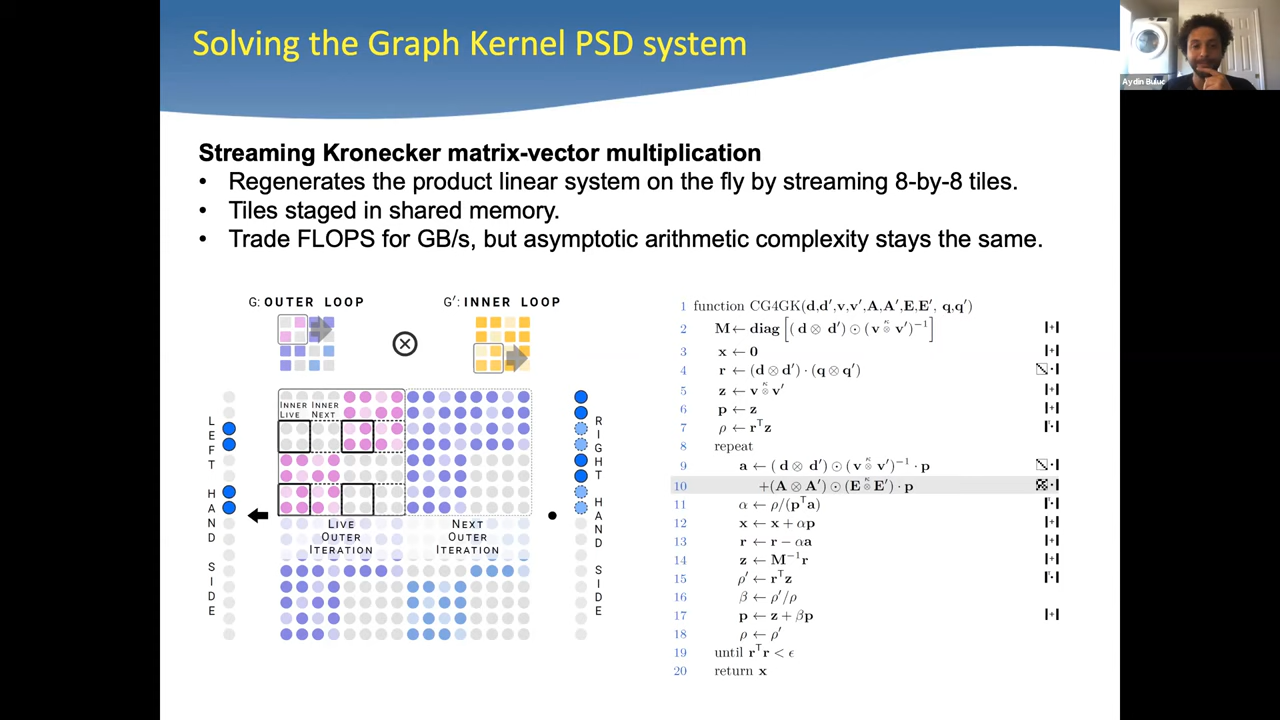 Solving the Graph Kernel PSD system
Aydin Buluc
Streaming Kronecker matrix-vector multiplication
• Regenerates the product linear system on the fly by streaming 8-by-8 tiles.
• Tiles staged in shared memory.
• Trade FLOPS for GB/s, but asymptotic arithmetic complexity stays the same.
G: OUTER LOOP
G′: INNER LOOP
⊗
LEFT HAND SIDE
INNER LIVE
INNER NEXT
LIVE OUTER ITERATION
NEXT OUTER ITERATION
RIGHT HAND SIDE
1 function CG4GK(d,d′,v,v′,A,A′,E,E′, q,q′)
2 M ← diag [(d ⊗ d′) ⊙ (v ⊗κ v′)⁻¹]
3 x ← 0
4 r ← (d ⊗ d′) · (q ⊗ q′)
5 z ← v ⊗κ v′
6 p ← z
7 ρ ← rᵀz
8 repeat
9 a ← (d ⊗ d′) ⊙ (v ⊗κ v′)⁻¹ · p
10 +(A ⊗ A′) ⊙ (E ⊗κ E′) · p
11 α ← ρ/(pᵀa)
12 x ← x + αp
13 r ← r − αa
14 z ← M⁻¹r
15 ρ′ ← rᵀz
16 β ← ρ′/ρ
17 p ← z + βp
18 ρ ← ρ′
19 until rᵀr < ϵ
20 return x